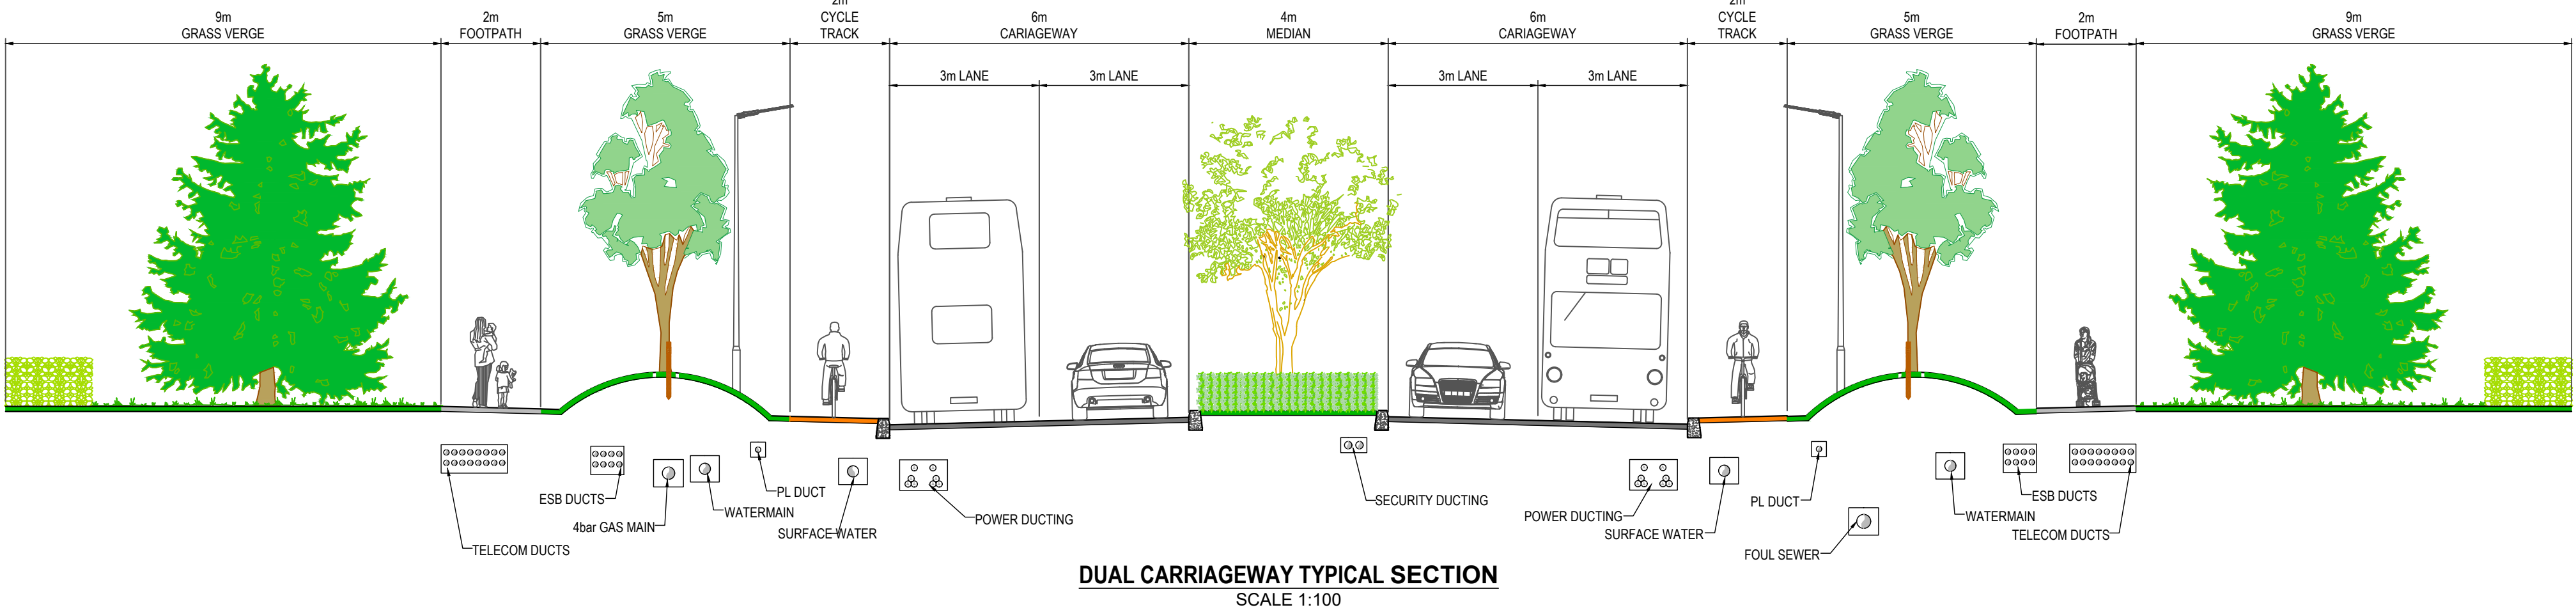 9m
GRASS VERGE
2m
FOOTPATH
5m
GRASS VERGE
2m
CYCLE
TRACK
6m
CARIAGEWAY
4m
MEDIAN
6m
CARIAGEWAY
2m
CYCLE
TRACK
5m
GRASS VERGE
2m
FOOTPATH
9m
GRASS VERGE
3m LANE
3m LANE
3m LANE
3m LANE
TELECOM DUCTS
ESB DUCTS
4bar GAS MAIN
WATERMAIN
PL DUCT
SURFACE WATER
POWER DUCTING
SECURITY DUCTING
POWER DUCTING
SURFACE WATER
PL DUCT
FOUL SEWER
WATERMAIN
ESB DUCTS
TELECOM DUCTS
DUAL CARRIAGEWAY TYPICAL SECTION
SCALE 1:100